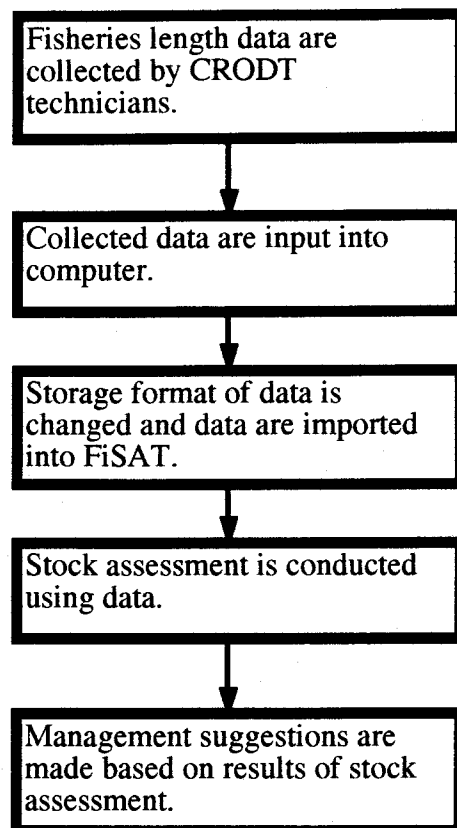 Fisheries length data are
collected by CRODT
technicians.
Collected data are input into
computer.
Storage format of data is
changed and data are imported
into FiSAT.
Stock assessment is conducted
using data.
Management suggestions are
made based on results of stock
assessment.